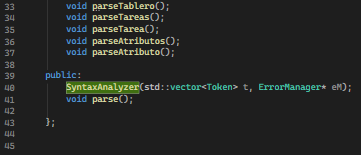 33 void parseTablero();
34 void parseTareas();
35 void parseTarea();
36 void parseAtributos();
37 void parseAtributo();
38
39 public:
40 SyntaxAnalyzer(std::vector<Token> t, ErrorManager* eM);
41 void parse();
42
43 };
44
45